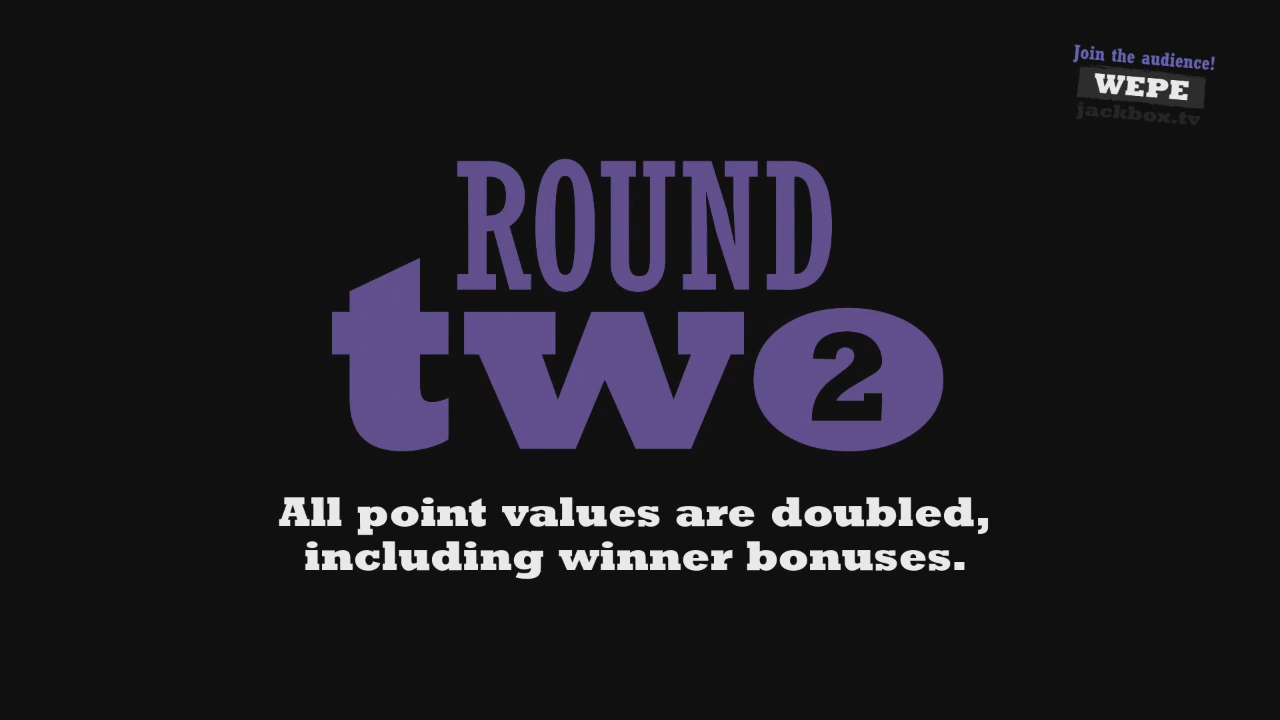 Join the audience!
WEPE
jackbox.tv
ROUND
two
2
All point values are doubled,
including winner bonuses.